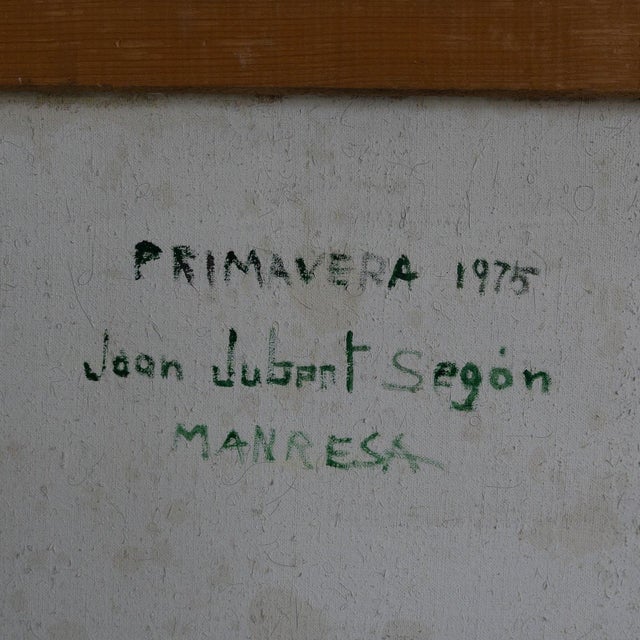 PRIMAVERA 1975
Joan Jubert Segón
MANRESA